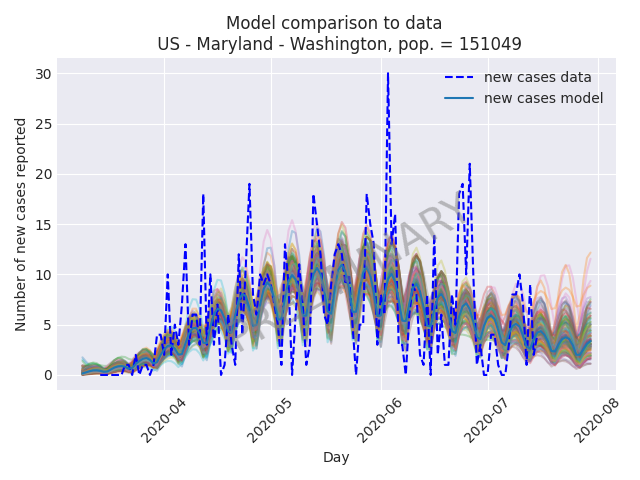 Model comparison to data
US - Maryland - Washington, pop. = 151049
new cases data
new cases model
Number of new cases reported
30
25
20
15
10
5
0
PRELIMINARY
2020-04
2020-05
2020-06
2020-07
2020-08
Day